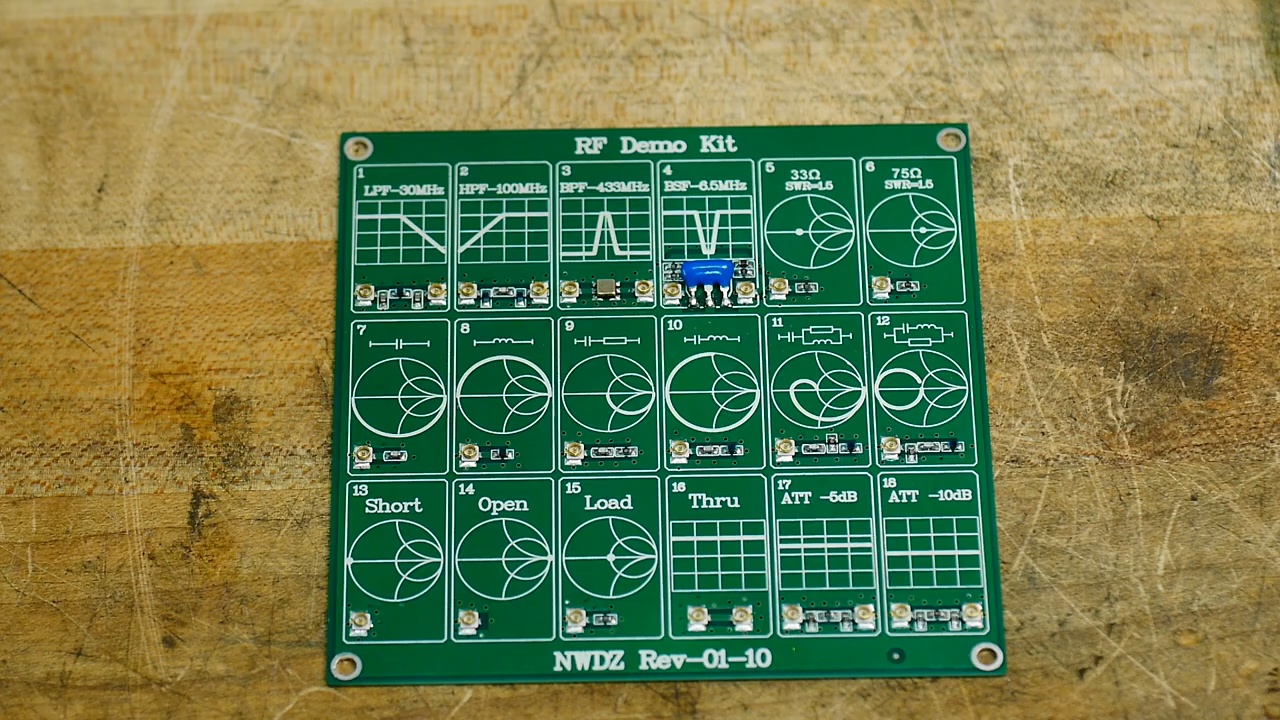 RF Demo Kit
1
LPF-30MHz
2
HPF-100MHz
3
BPF-433MHz
4
BSF-6.5MHz
5
33Ω
SWR=1.5
6
75Ω
SWR=1.5
7
8
9
10
11
12
13
Short
14
Open
15
Load
16
Thru
17
ATT -5dB
18
ATT -10dB
NWDZ Rev-01-10